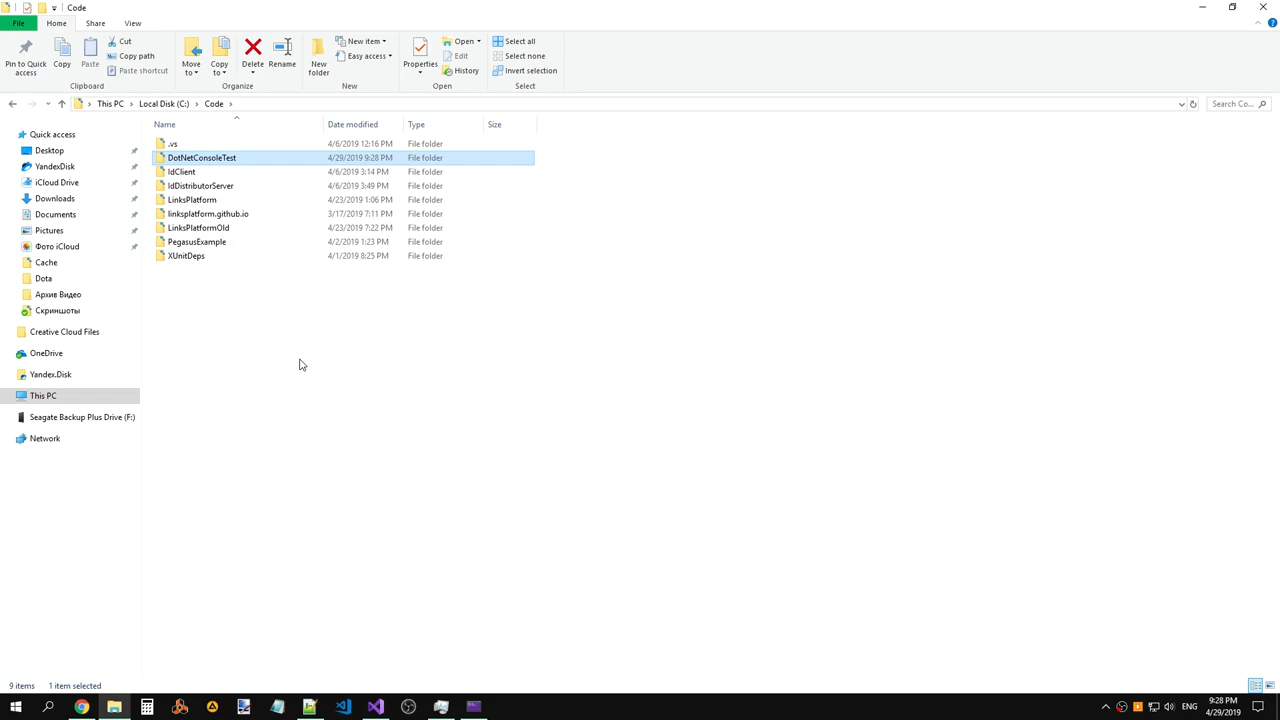 Code
File Home Share View
Pin to Quick access
Copy
Paste
Cut
Copy path
Paste shortcut
Clipboard
Move to
Copy to
Delete
Rename
Organize
New folder
New item
Easy access
New
Properties
Open
Edit
History
Open
Select all
Select none
Invert selection
Select
This PC Local Disk (C:) Code
Search Co...
Name Date modified Type Size
.vs 4/6/2019 12:16 PM File folder
DotNetConsoleTest 4/29/2019 9:28 PM File folder
IdClient 4/6/2019 3:14 PM File folder
IdDistributorServer 4/6/2019 3:49 PM File folder
LinksPlatform 4/23/2019 1:06 PM File folder
linksplatform.github.io 3/17/2019 7:11 PM File folder
LinksPlatformOld 4/23/2019 7:22 PM File folder
PegasusExample 4/2/2019 1:23 PM File folder
XUnitDeps 4/1/2019 8:25 PM File folder
Quick access
Desktop
YandexDisk
iCloud Drive
Downloads
Documents
Pictures
Фото iCloud
Cache
Dota
Архив Видео
Скриншоты
Creative Cloud Files
OneDrive
Yandex.Disk
This PC
Seagate Backup Plus Drive (F:)
Network
9 items 1 item selected
ENG
9:28 PM
4/29/2019